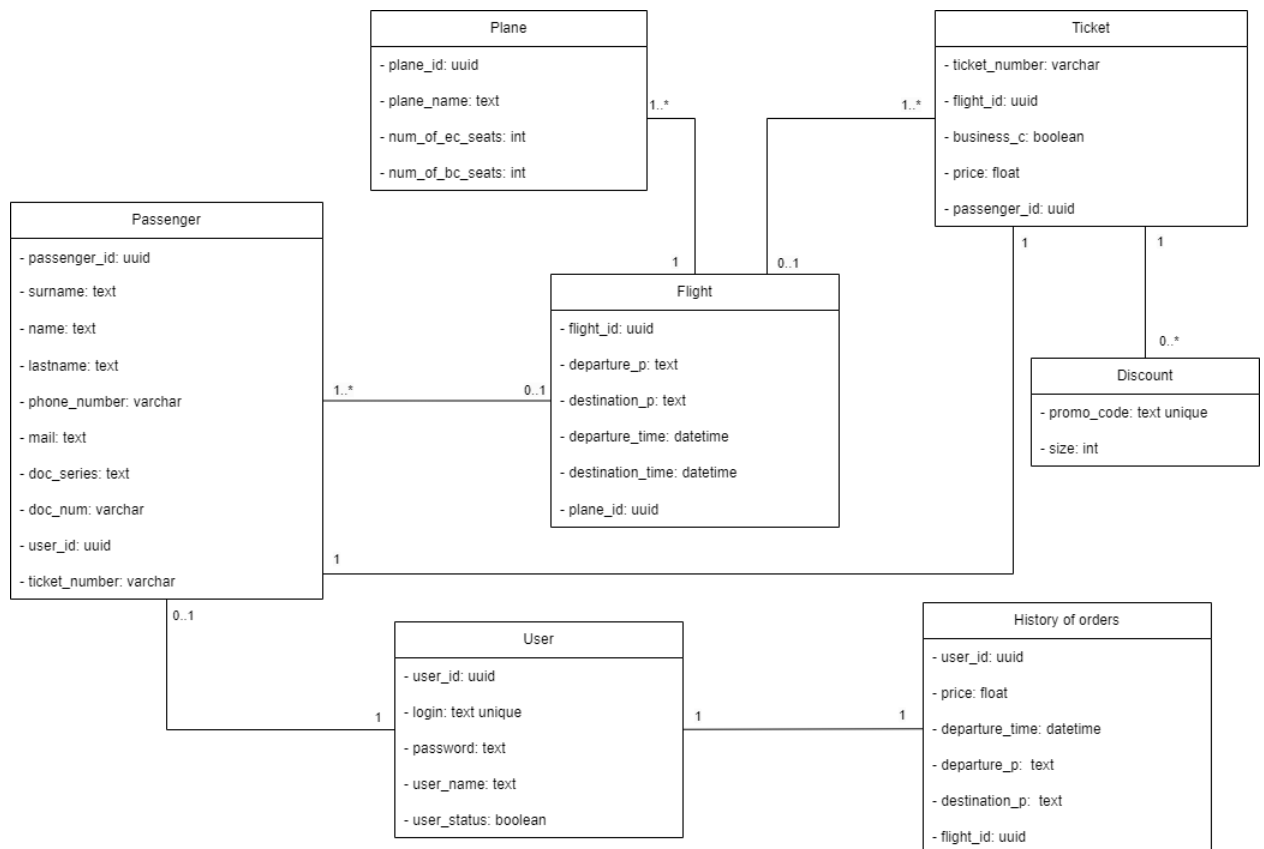 Plane
- plane_id: uuid
- plane_name: text
- num_of_ec_seats: int
- num_of_bc_seats: int
1..*
1
Ticket
- ticket_number: varchar
- flight_id: uuid
- business_c: boolean
- price: float
- passenger_id: uuid
1..*
0..1
1
1
0..*
Passenger
- passenger_id: uuid
- surname: text
- name: text
- lastname: text
- phone_number: varchar
- mail: text
- doc_series: text
- doc_num: varchar
- user_id: uuid
- ticket_number: varchar
1..*
0..1
1
0..1
Flight
- flight_id: uuid
- departure_p: text
- destination_p: text
- departure_time: datetime
- destination_time: datetime
- plane_id: uuid
Discount
- promo_code: text unique
- size: int
User
- user_id: uuid
- login: text unique
- password: text
- user_name: text
- user_status: boolean
1
1
1
History of orders
- user_id: uuid
- price: float
- departure_time: datetime
- departure_p: text
- destination_p: text
- flight_id: uuid